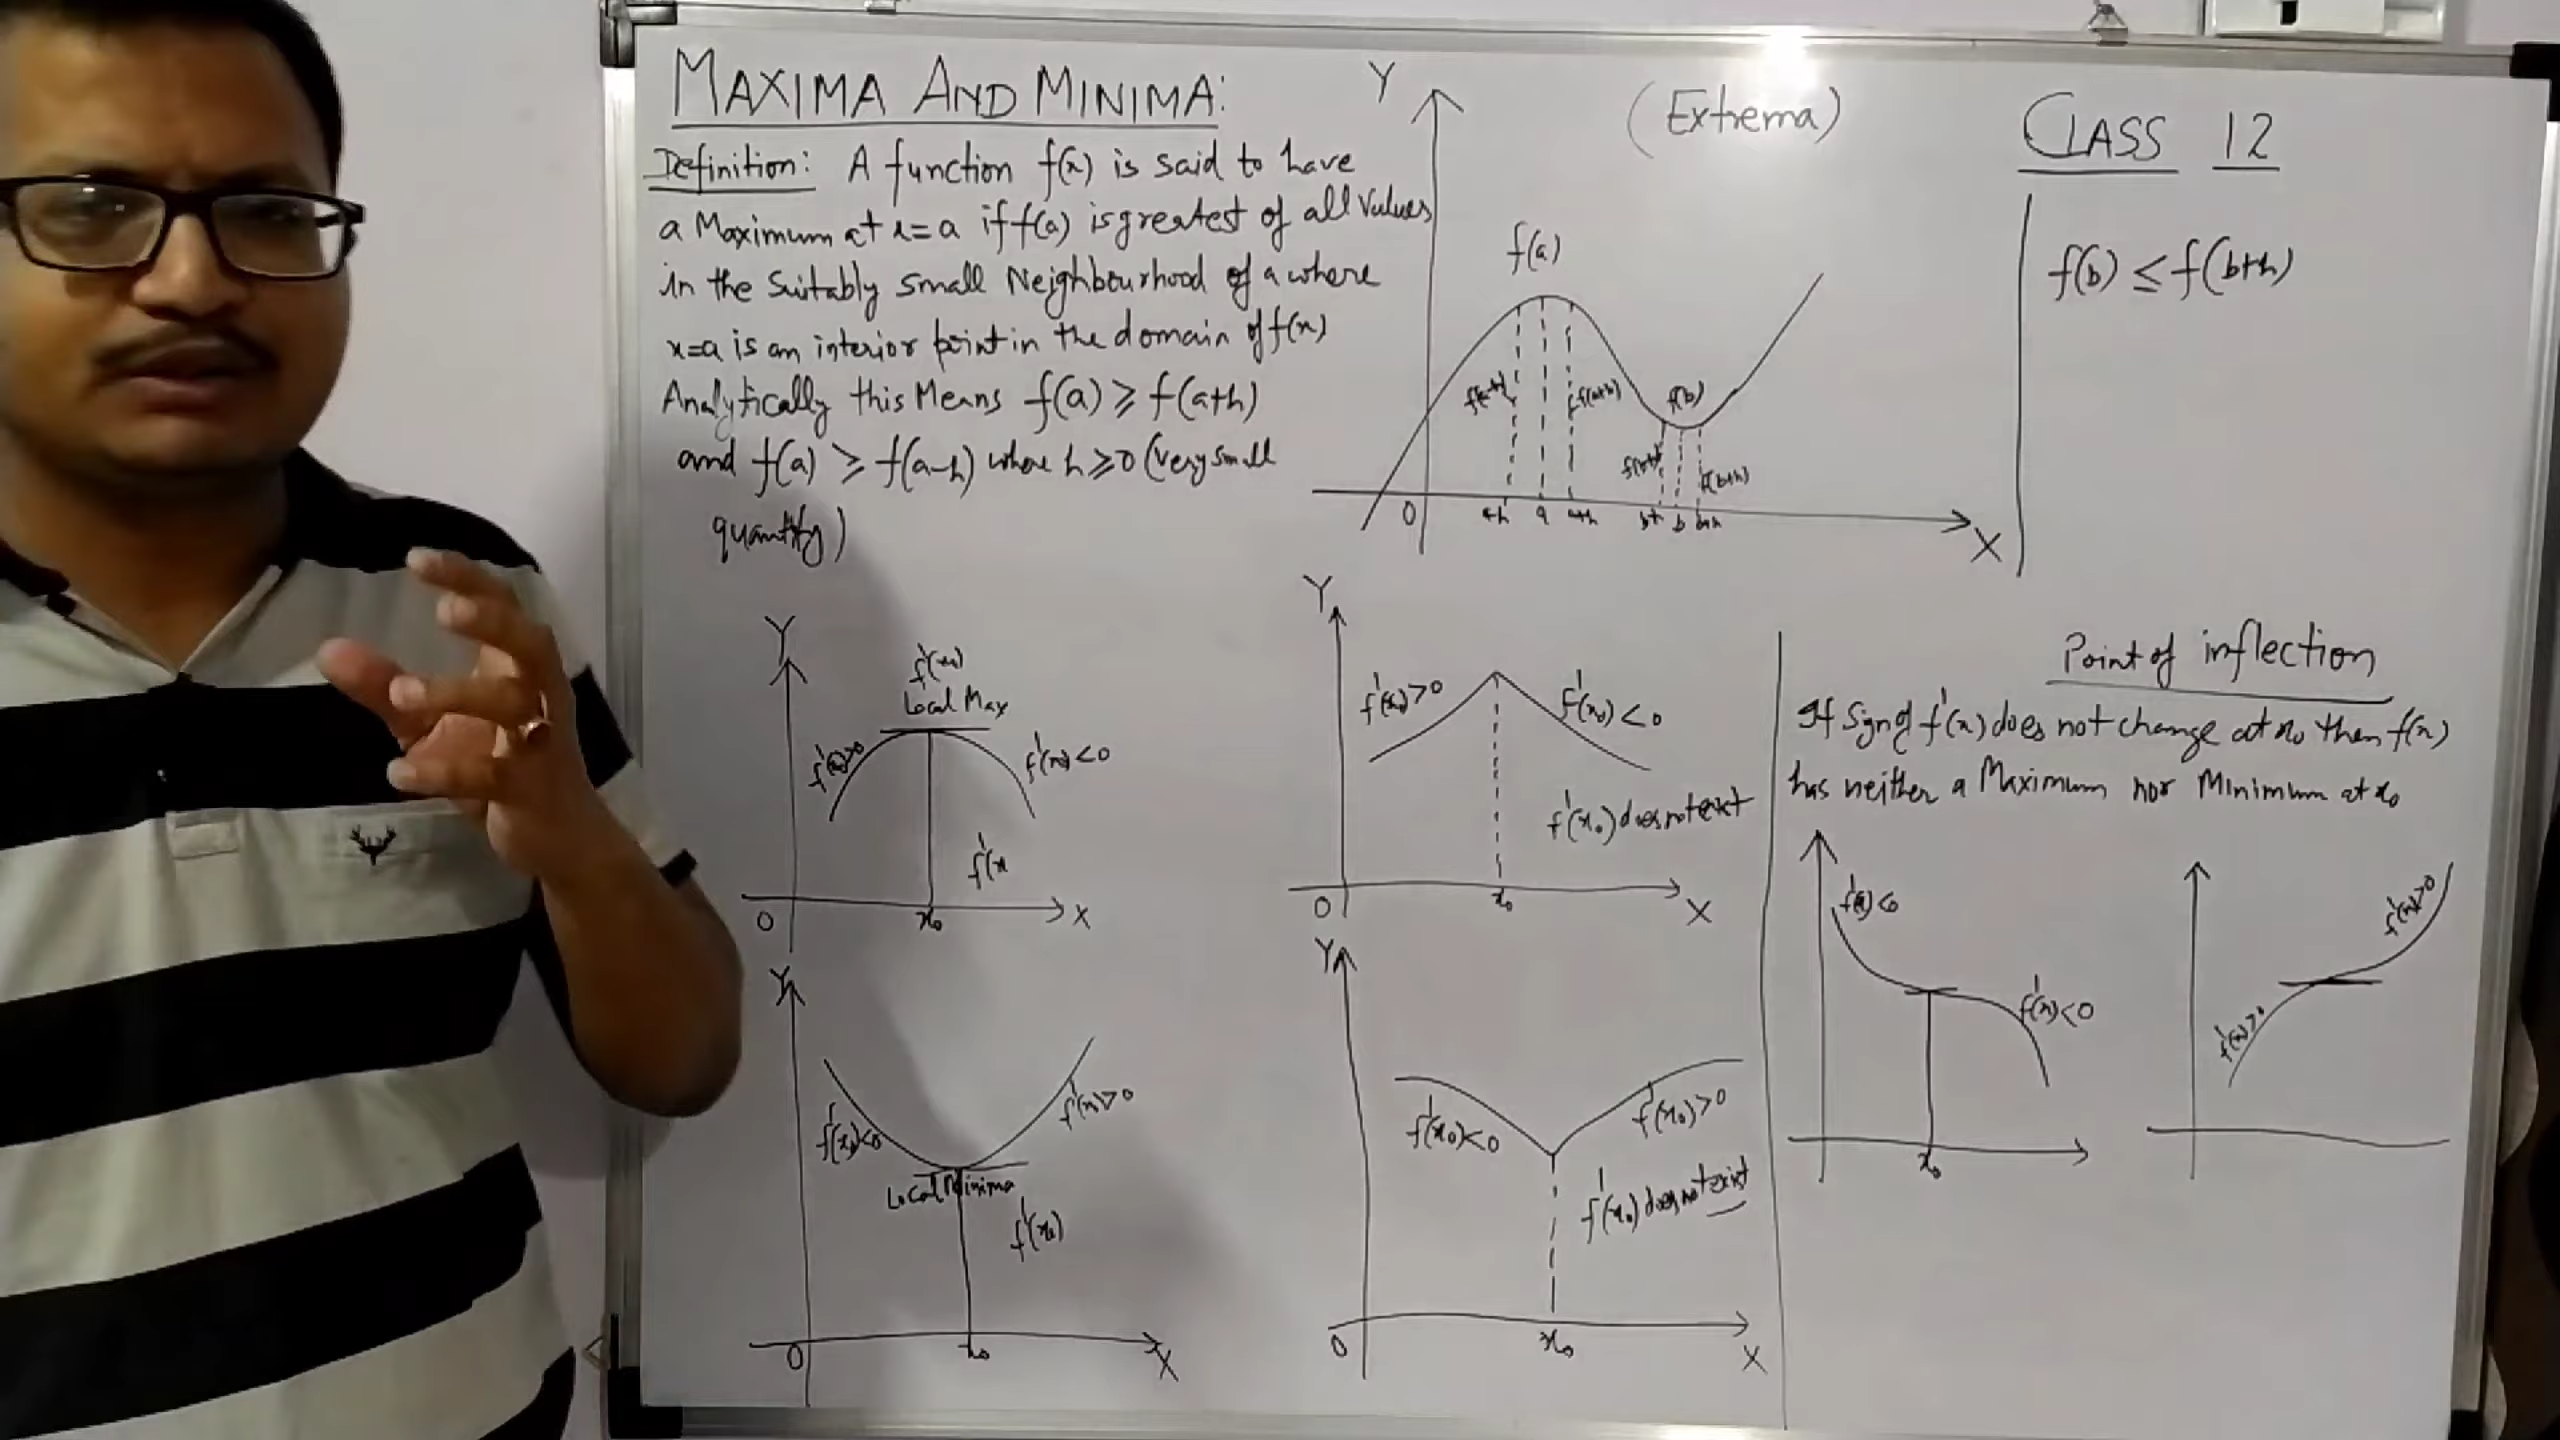 MAXIMA AND MINIMA:
(Extrema)
CLASS 12
Definition: A function f(x) is said to have
a Maximum at x=a if f(a) is greatest of all values
in the Suitably Small Neighbourhood of a where
x=a is an interior point in the domain of f(x)
Analytically this Means f(a) ≥ f(a+h)
and f(a) ≥ f(a-h) where h≥0 (very small
quantity)
Y
f(a)
f(a-h)
f(a+h)
f(b)
f(b+h)
O
a-h a a+h b-h b b+h
X
f(b) ≤ f(b+h)
Y
Local Max
f'(x0)>0
f'(x0)<0
f'(x
O
x0
X
Y
f'(x0)>0
f'(x0)<0
f'(x0) does not exist
O
x0
X
Point of inflection
If Sign of f'(x) does not change at x0 then f(x)
has neither a Maximum nor Minimum at x0
f'(x)<0
f'(x)<0
x0
f'(x)>0
f'(x)>0
Y
f'(x0)<0
f'(x)>0
Local Minima
f'(x0)
O
x0
X
Y
f'(x0)<0
f'(x0)>0
f'(x0) does not exist
O
x0
X